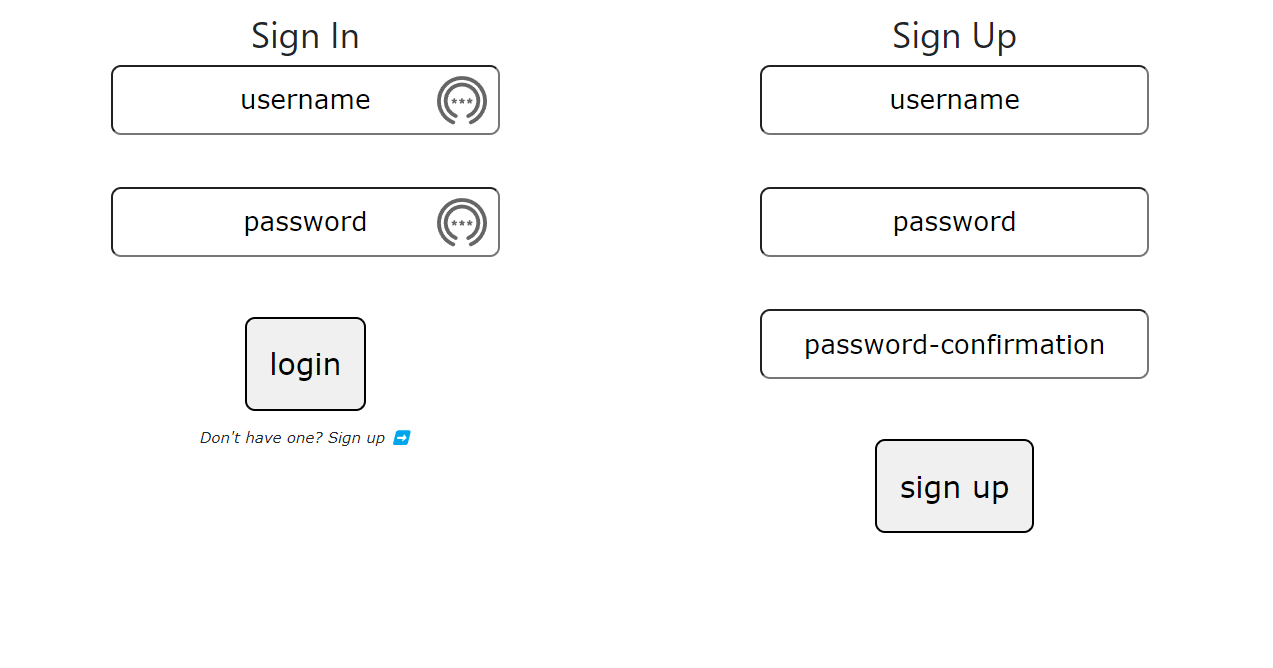 Sign In
username
***
password
***
login
Don't have one? Sign up ➡️
Sign Up
username
password
password-confirmation
sign up